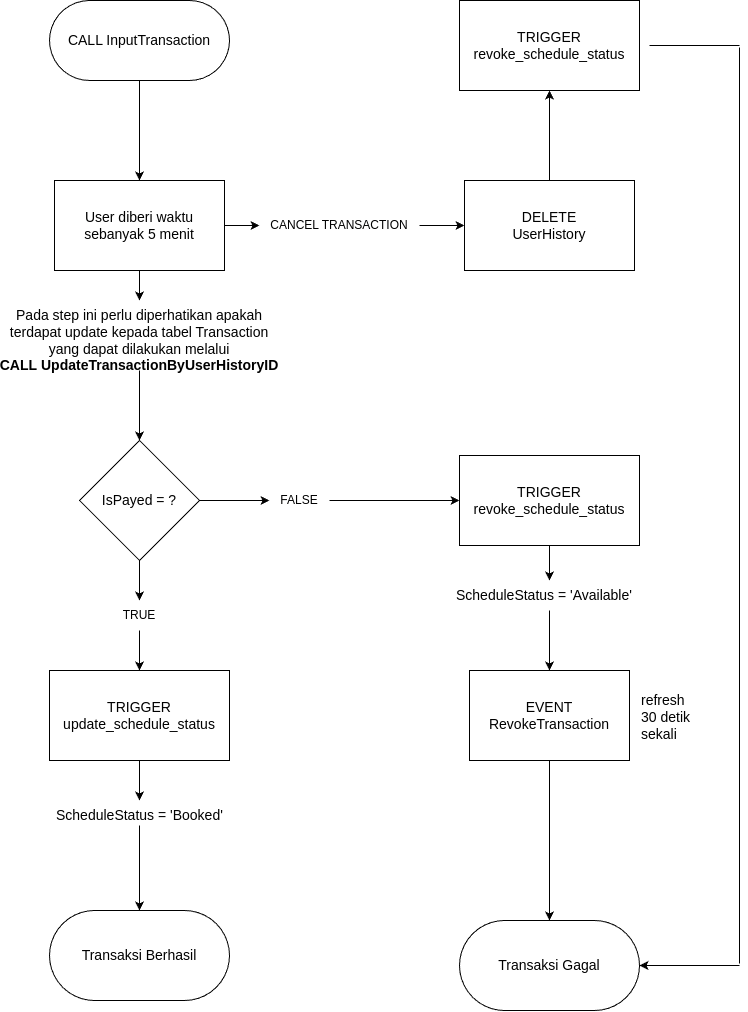 CALL InputTransaction
TRIGGER
revoke_schedule_status
User diberi waktu
sebanyak 5 menit
CANCEL TRANSACTION
DELETE
UserHistory
Pada step ini perlu diperhatikan apakah
terdapat update kepada tabel Transaction
yang dapat dilakukan melalui
CALL UpdateTransactionByUserHistoryID
IsPayed = ?
FALSE
TRIGGER
revoke_schedule_status
ScheduleStatus = 'Available'
TRUE
TRIGGER
update_schedule_status
EVENT
RevokeTransaction
refresh
30 detik
sekali
ScheduleStatus = 'Booked'
Transaksi Berhasil
Transaksi Gagal